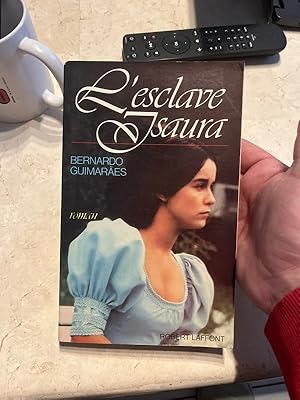 L'esclave
Isaura
BERNARDO
GUIMARÃES
roman
ROBERT LAFFONT